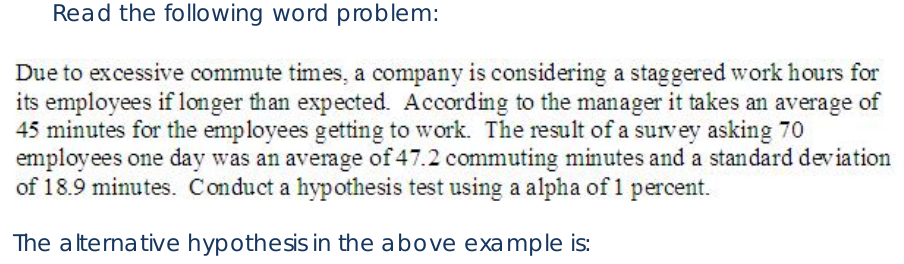 Read the following word problem:
Due to excessive commute times, a company is considering a staggered work hours for
its employees if longer than expected. According to the manager it takes an average of
45 minutes for the employees getting to work. The result of a survey asking 70
employees one day was an average of 47.2 commuting minutes and a standard deviation
of 18.9 minutes. Conduct a hypothesis test using a alpha of 1 percent.
The alternative hypothesis in the above example is: